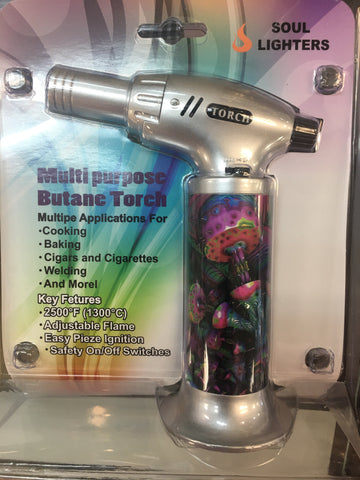 SOUL
LIGHTERS
TORCH
Multi purpose
Butane Torch
Multipe Applications For
•Cooking
•Baking
•Cigars and Cigarettes
•Welding
•And Morel
Key Fetures
•2500°F (1300°C)
•Adjustable Flame
•Easy Pieze Ignition
•Safety On/Off Switches